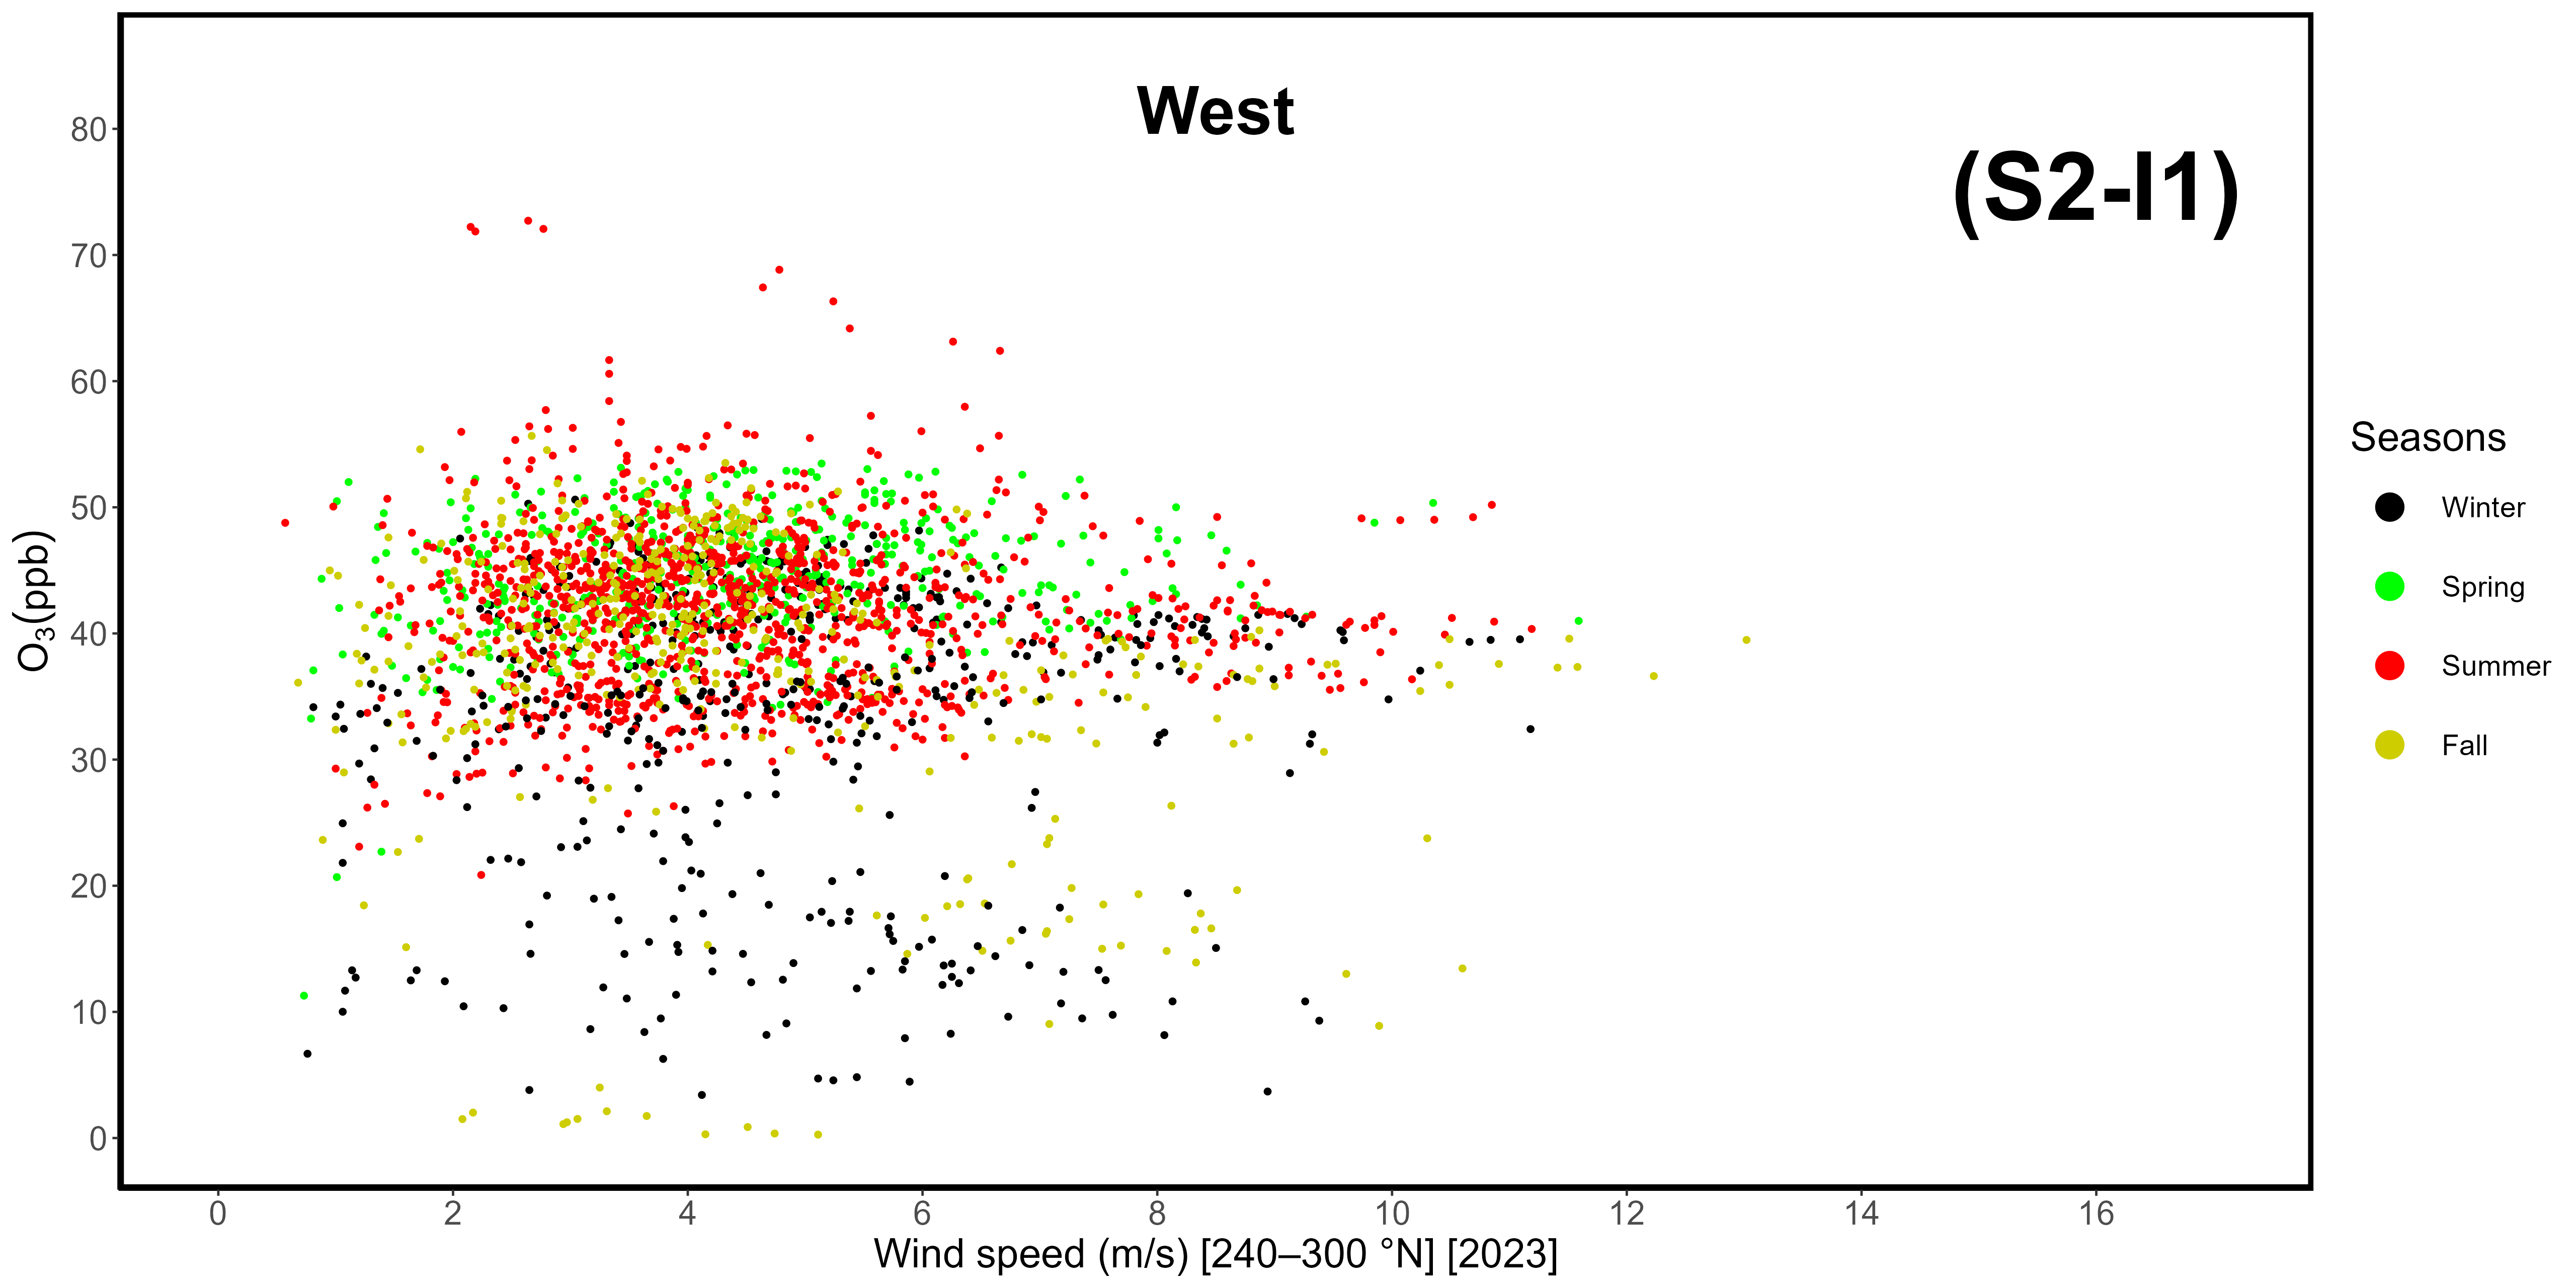 West
(S2-I1)
80
70
60
50
40
30
20
10
0
O₃(ppb)
0 2 4 6 8 10 12 14 16
Wind speed (m/s) [240–300 °N] [2023]
Seasons
Winter
Spring
Summer
Fall